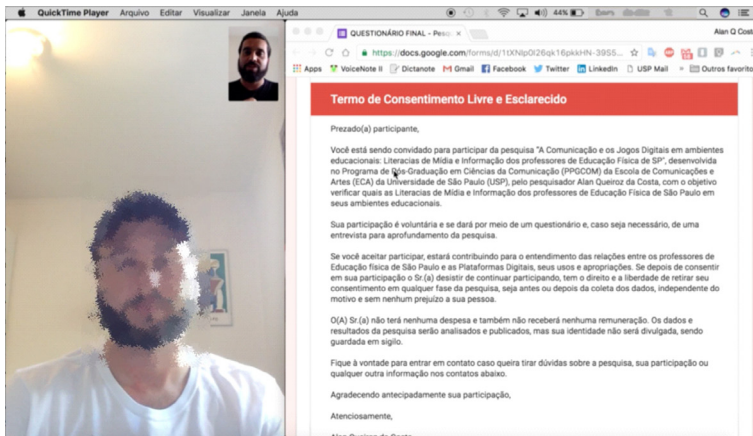 QuickTime Player Arquivo Editar Visualizar Janela Ajuda
44%
QUESTIONÁRIO FINAL - Pesq
Alan Q Cost
https://docs.google.com/forms/d/
Apps VoiceNote II Dictanote Gmail Facebook Twitter LinkedIn USP Mail » Outros favorito
Termo de Consentimento Livre e Esclarecido
Prezado(a) participante,
Você está sendo convidado para participar da pesquisa "A Comunicação e os Jogos Digitais em ambientes
educacionais: Literacias de Mídia e Informação dos professores de Educação Física de SP", desenvolvida
no Programa de Pós-Graduação em Ciências da Comunicação (PPGCOM) da Escola de Comunicações e
Artes (ECA) da Universidade de São Paulo (USP), pelo pesquisador Alan Queiroz da Costa, com o objetivo
verificar quais as Literacias de Mídia e Informação dos professores de Educação Física de São Paulo em
seus ambientes educacionais.
Sua participação é voluntária e se dará por meio de um questionário e, caso seja necessário, de uma
entrevista para aprofundamento da pesquisa.
Se você aceitar participar, estará contribuindo para o entendimento das relações entre os professores de
Educação física de São Paulo e as Plataformas Digitais, seus usos e apropriações. Se depois de consentir
em sua participação o Sr.(a) desistir de continuar participando, tem o direito e a liberdade de retirar seu
consentimento em qualquer fase da pesquisa, seja antes ou depois da coleta dos dados, independente do
motivo e sem nenhum prejuízo a sua pessoa.
O(A) Sr.(a) não terá nenhuma despesa e também não receberá nenhuma remuneração. Os dados e
resultados da pesquisa serão analisados e publicados, mas sua identidade não será divulgada, sendo
guardada em sigilo.
Fique à vontade para entrar em contato caso queira tirar dúvidas sobre a pesquisa, sua participação ou
qualquer outra informação nos contatos abaixo.
Agradecendo antecipadamente sua participação,
Atenciosamente,